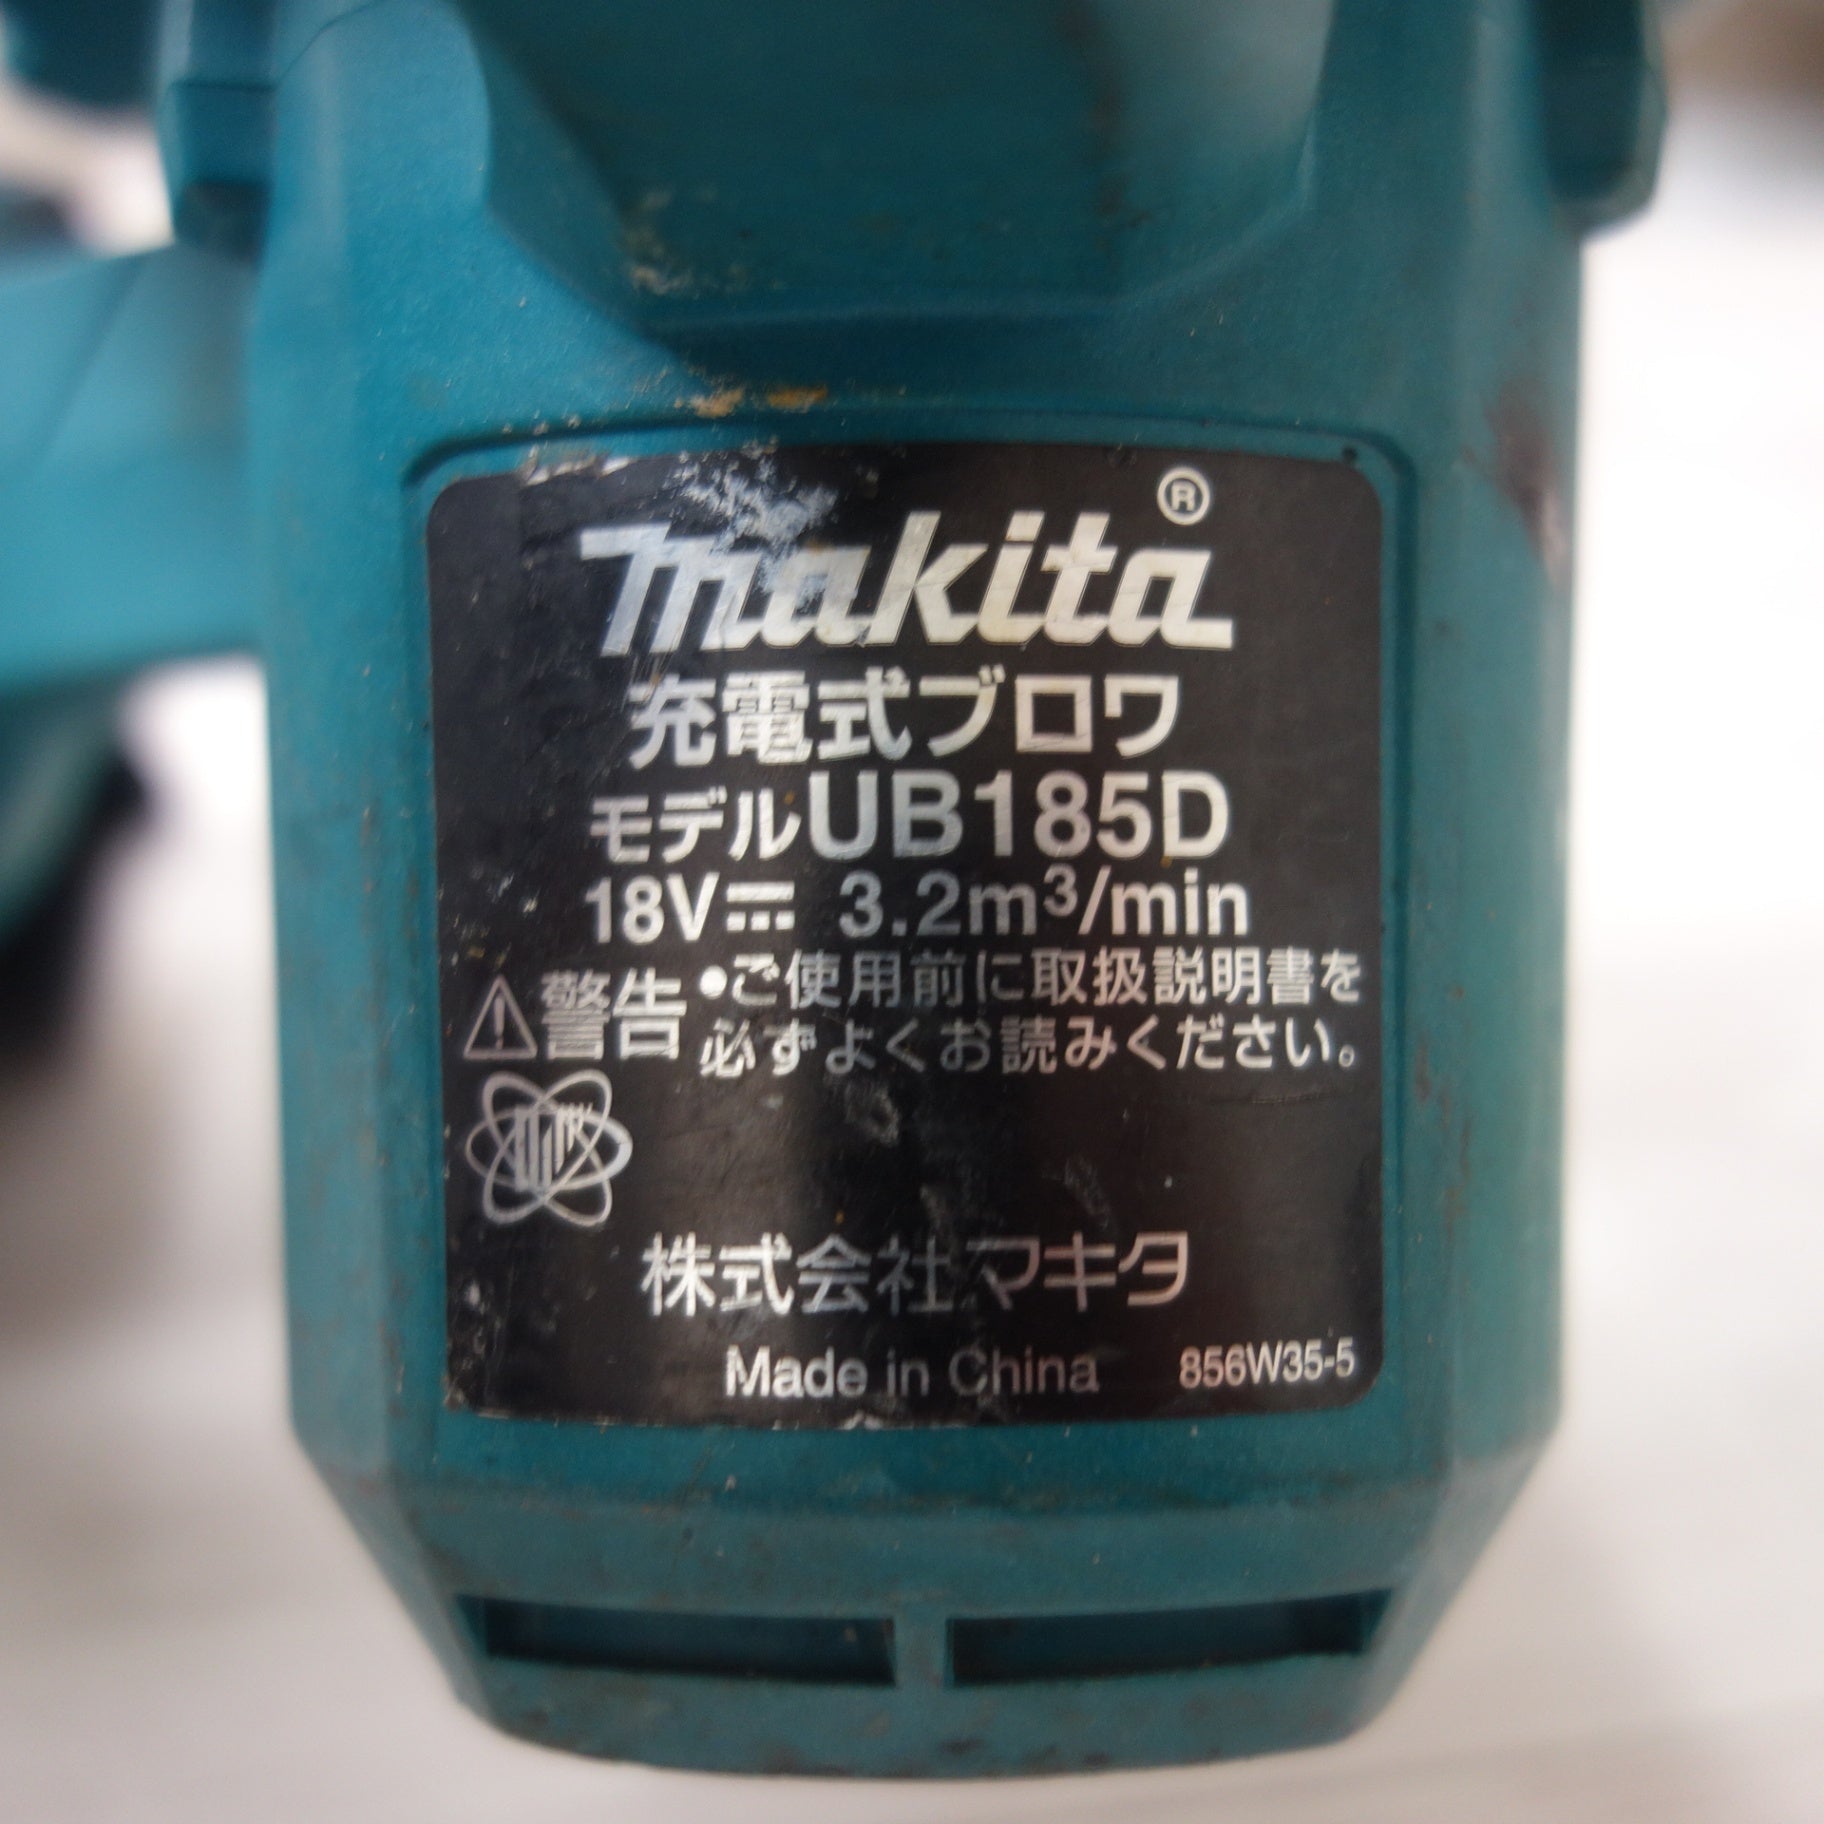 makita®
充電式ブロワ
モデルUB185D
18V⎓ 3.2m³/min
⚠警告 ●ご使用前に取扱説明書を
必ずよくお読みください。
株式会社マキタ
Made in China 856W35-5